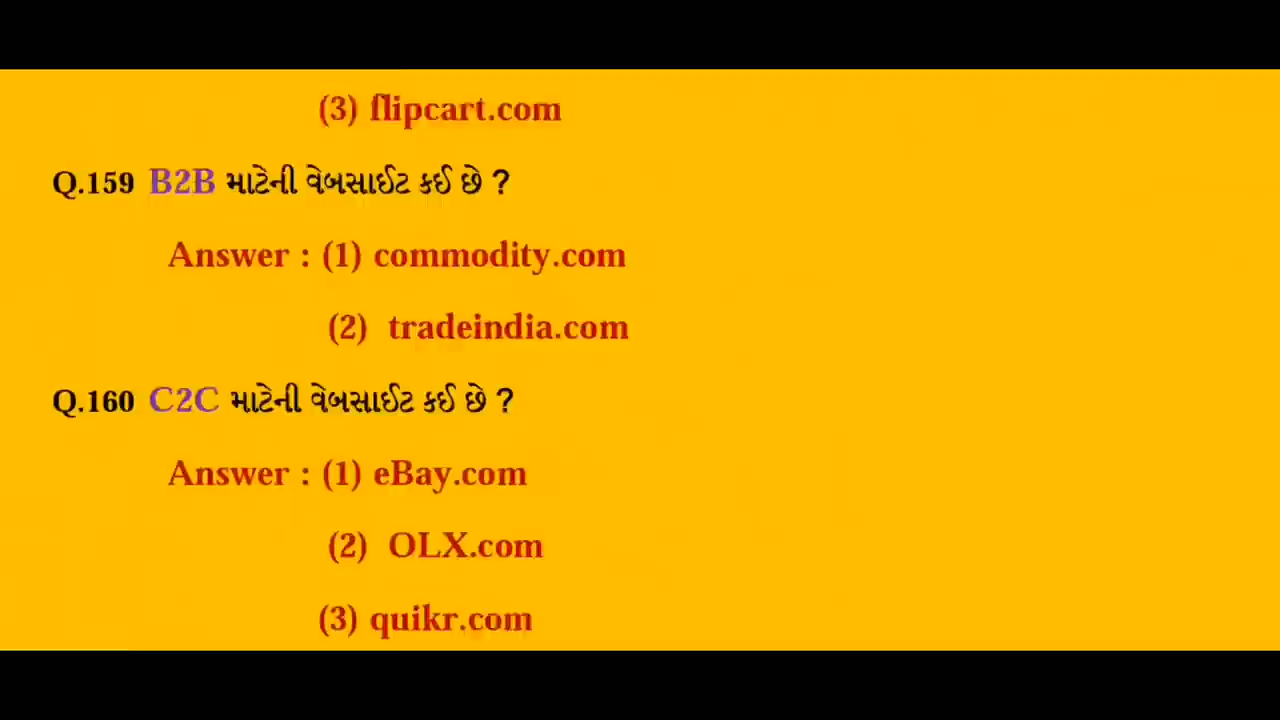 (3) flipcart.com
Q.159 B2B માટેની વેબસાઈટ કઈ છે ?
Answer : (1) commodity.com
(2) tradeindia.com
Q.160 C2C માટેની વેબસાઈટ કઈ છે ?
Answer : (1) eBay.com
(2) OLX.com
(3) quikr.com